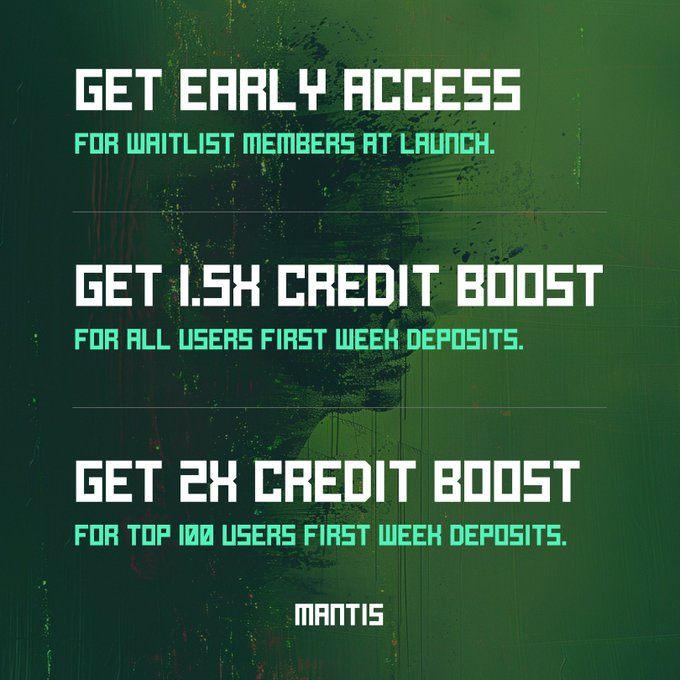 GET EARLY ACCESS
FOR WAITLIST MEMBERS AT LAUNCH.
GET 1.5X CREDIT BOOST
FOR ALL USERS FIRST WEEK DEPOSITS.
GET 2X CREDIT BOOST
FOR TOP 100 USERS FIRST WEEK DEPOSITS.
MANTIS